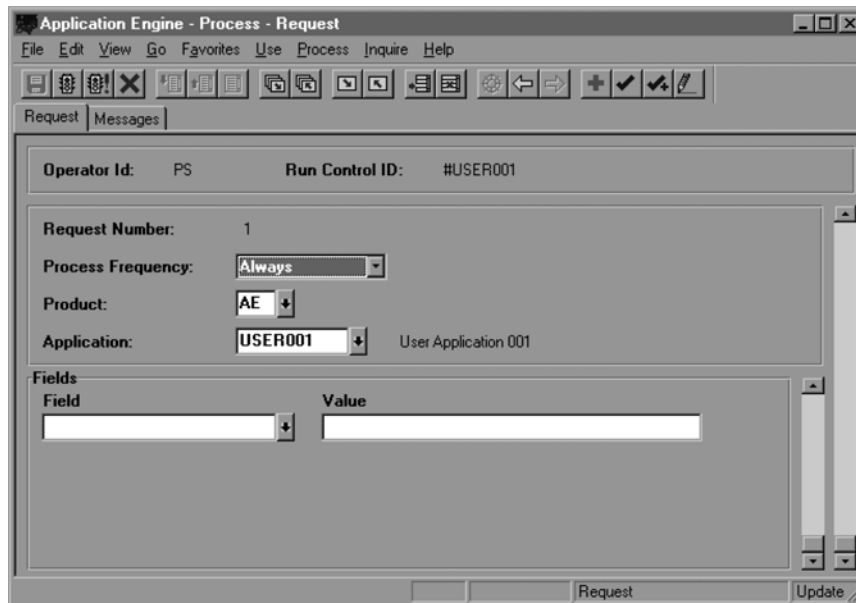 Application Engine - Process - Request
File Edit View Go Favorites Use Process Inquire Help
Request Messages
Operator Id: PS Run Control ID: #USER001
Request Number: 1
Process Frequency: Always
Product: AE
Application: USER001 User Application 001
Fields
Field Value
Request Update